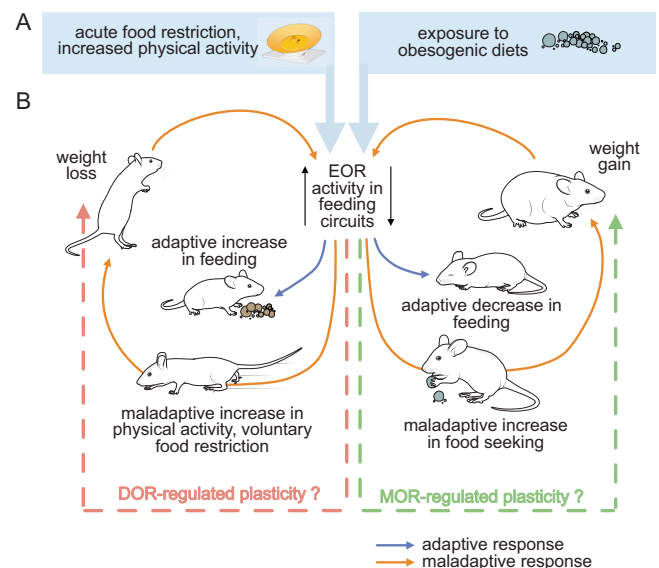 A
acute food restriction,
increased physical activity
exposure to
obesogenic diets
B
weight
loss
EOR
activity in
feeding
circuits
weight
gain
adaptive increase
in feeding
adaptive decrease in
feeding
maladaptive increase in
physical activity, voluntary
food restriction
maladaptive increase
in food seeking
DOR-regulated plasticity ?
MOR-regulated plasticity ?
adaptive response
maladaptive response